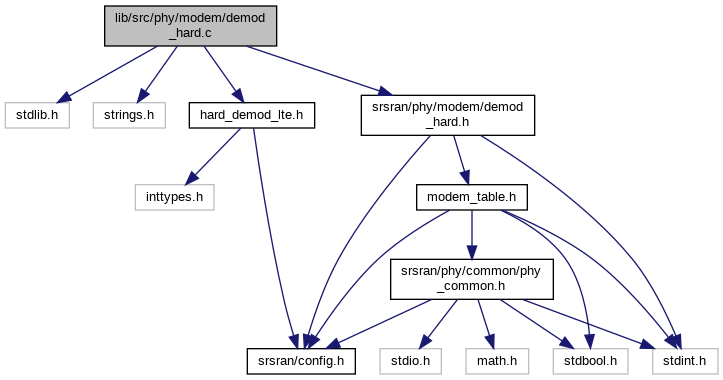 lib/src/phy/modem/demod
_hard.c
stdlib.h
strings.h
hard_demod_lte.h
srsran/phy/modem/demod
_hard.h
inttypes.h
modem_table.h
srsran/phy/common/phy
_common.h
srsran/config.h
stdio.h
math.h
stdbool.h
stdint.h